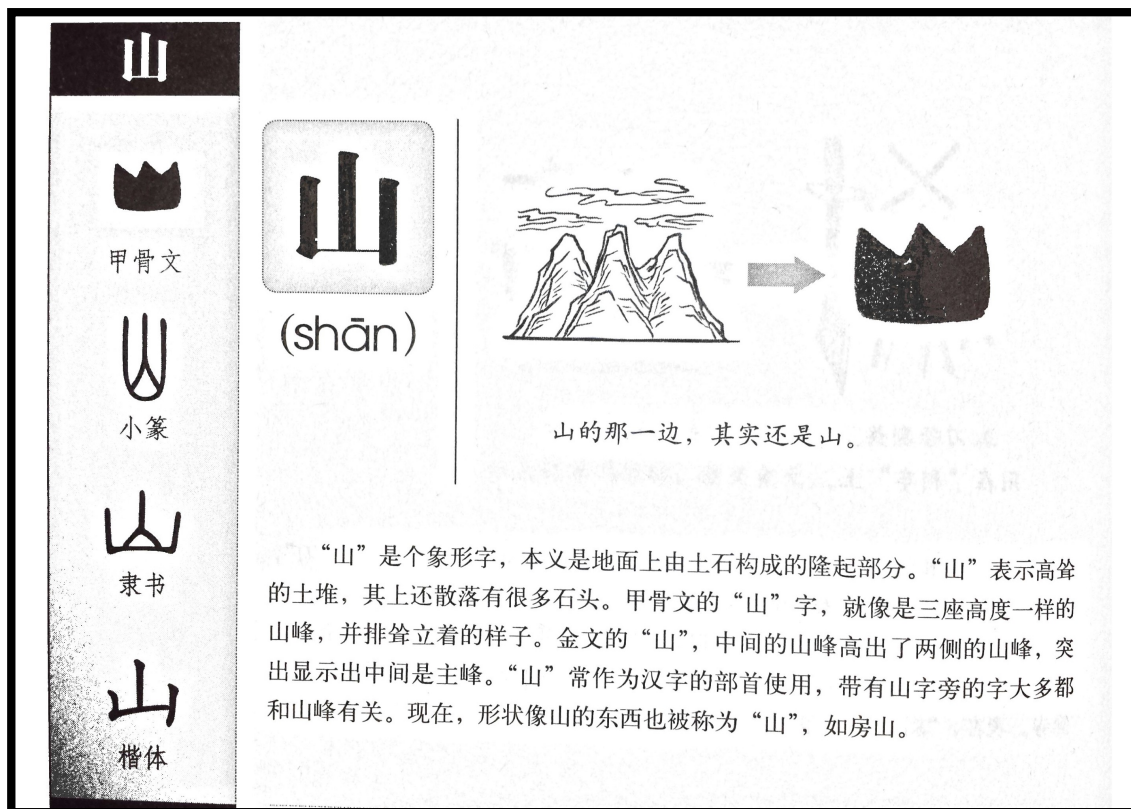 山
甲骨文
小篆
隶书
楷体
山
山
(shān)
山的那一边，其实还是山。
“山”是个象形字，本义是地面上由土石构成的隆起部分。“山”表示高耸
的土堆，其上还散落有很多石头。甲骨文的“山”字，就像是三座高度一样的
山峰，并排耸立着的样子。金文的“山”，中间的山峰高出了两侧的山峰，突
出显示出中间是主峰。“山”常作为汉字的部首使用，带有山字旁的字大多都
和山峰有关。现在，形状像山的东西也被称为“山”，如房山。